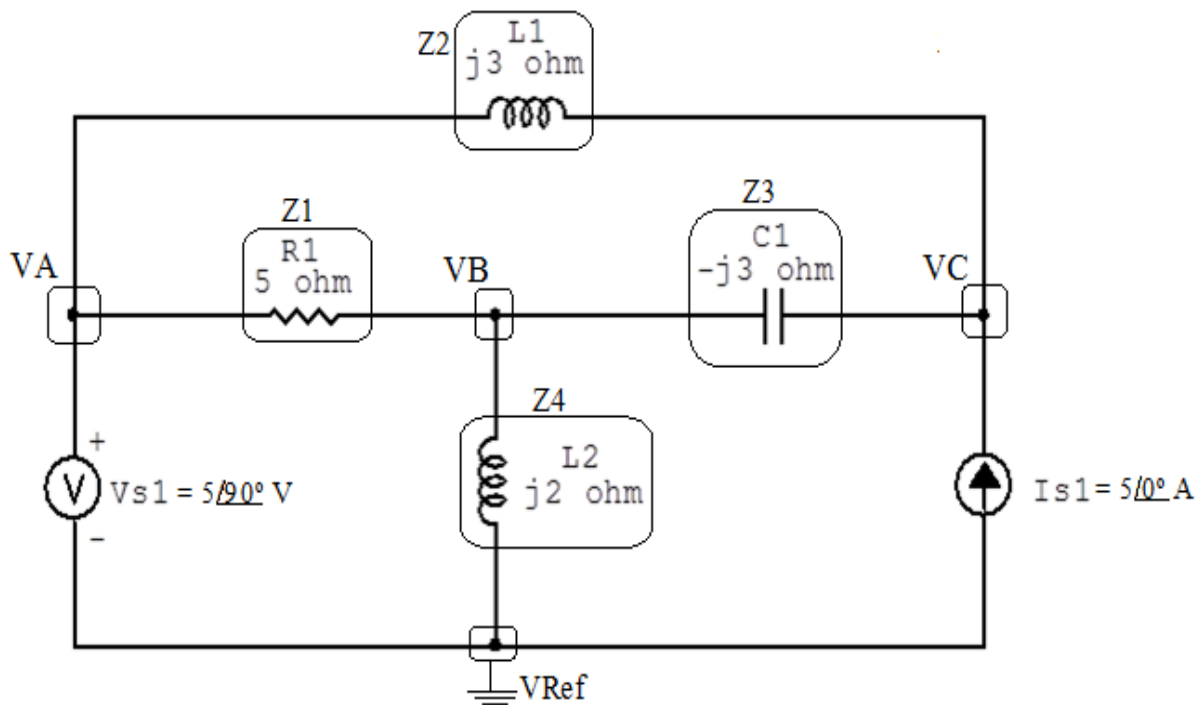 Z2
L1
j3 ohm
Z1
R1
5 ohm
Z3
C1
-j3 ohm
VA
VB
VC
Z4
L2
j2 ohm
+
V
-
Vs1 = 5/90º V
Is1 = 5/0º A
VRef